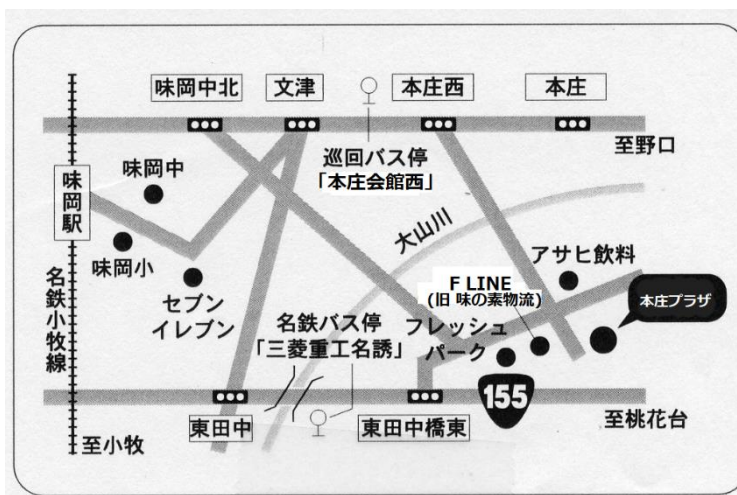 味岡中北
文津
本庄西
本庄
至野口
味岡中
巡回バス停
「本庄会館西」
味岡駅
大山川
味岡小
アサヒ飲料
名鉄小牧線
セブン
イレブン
F LINE
(旧 味の素物流)
本庄プラザ
名鉄バス停
「三菱重工名誘」
フレッシュ
パーク
155
東田中
東田中橋東
至桃花台
至小牧